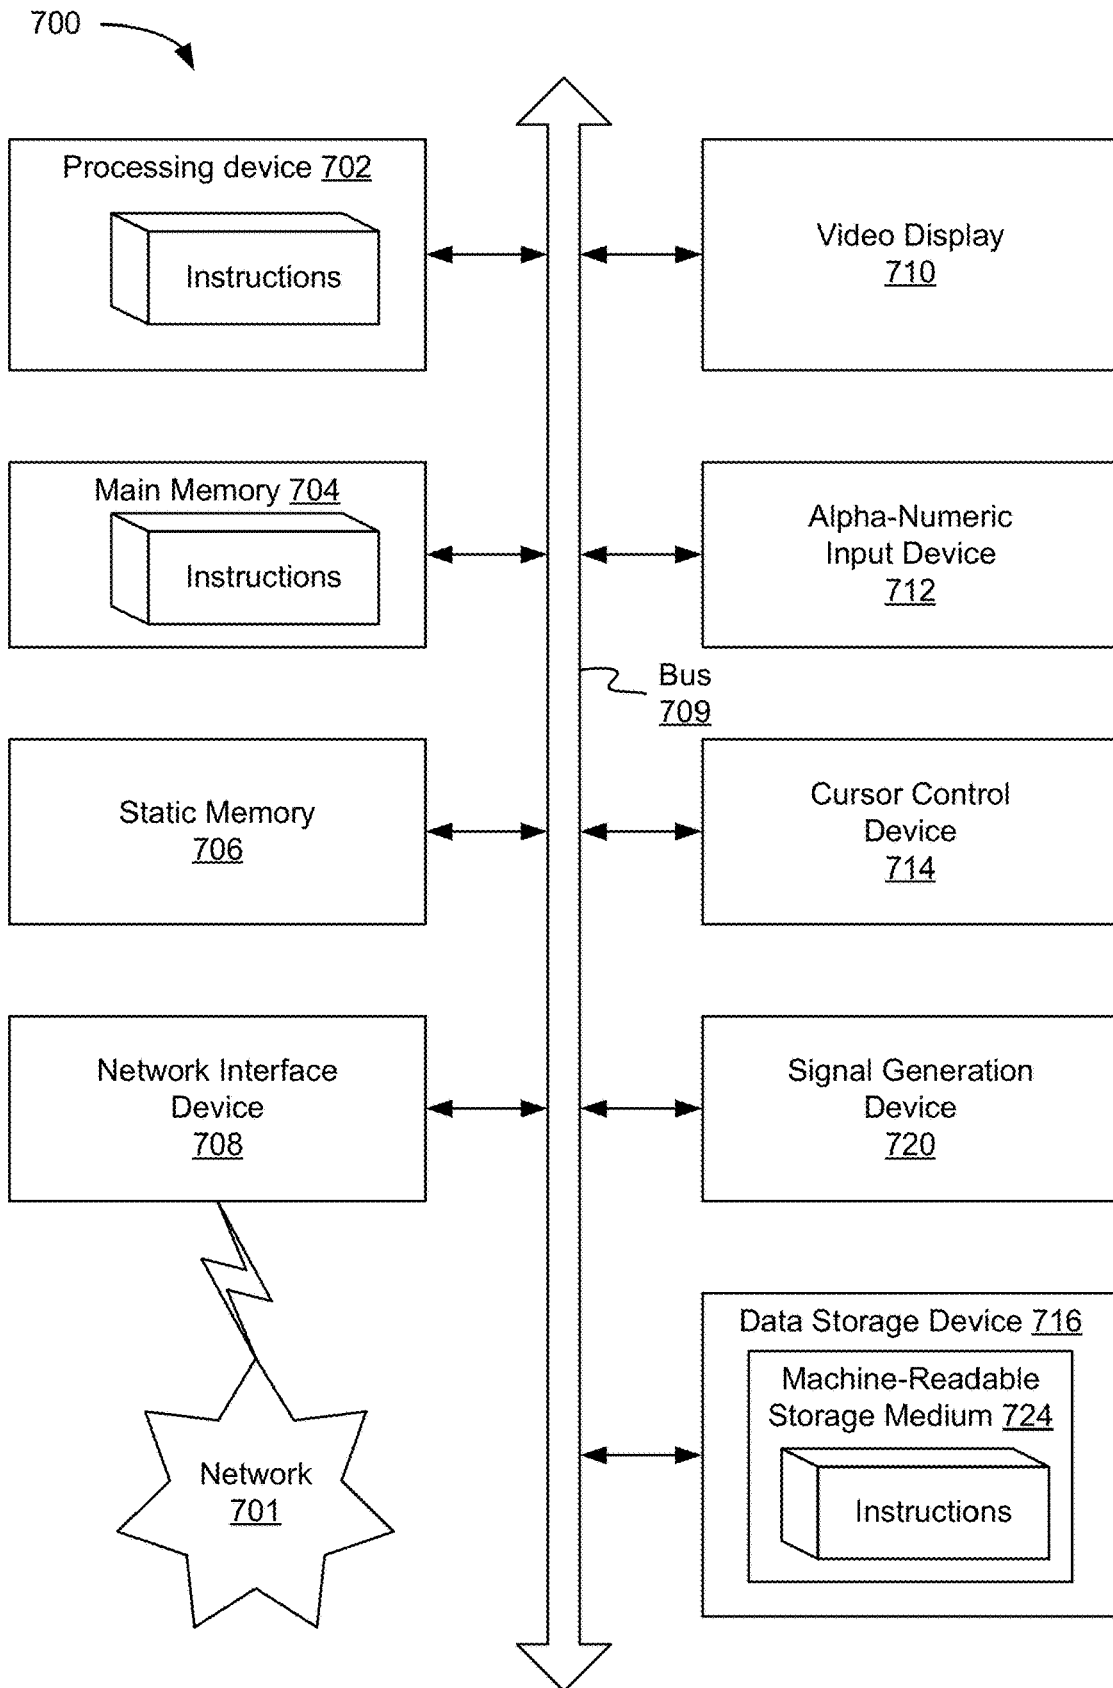 700
Processing device 702
Instructions
Video Display
710
Main Memory 704
Instructions
Alpha-Numeric
Input Device
712
Bus
709
Static Memory
706
Cursor Control
Device
714
Network Interface
Device
708
Signal Generation
Device
720
Data Storage Device 716
Machine-Readable
Storage Medium 724
Instructions
Network
701